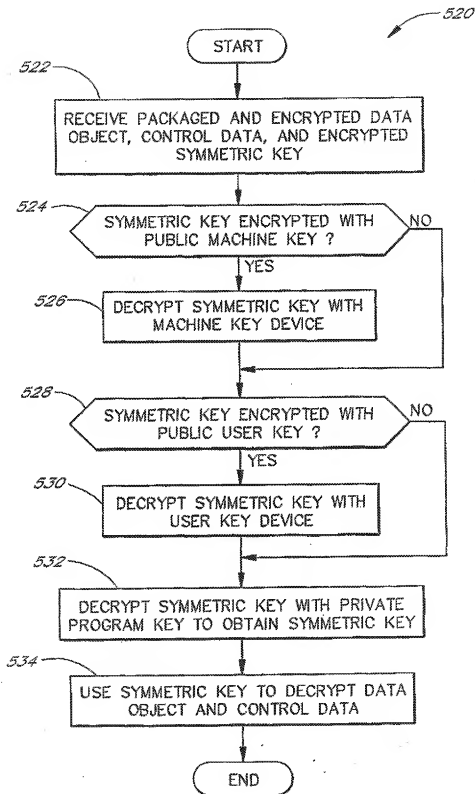 520
START
522
RECEIVE PACKAGED AND ENCRYPTED DATA
OBJECT, CONTROL DATA, AND ENCRYPTED
SYMMETRIC KEY
524
SYMMETRIC KEY ENCRYPTED WITH
PUBLIC MACHINE KEY ?
NO
YES
526
DECRYPT SYMMETRIC KEY WITH
MACHINE KEY DEVICE
528
SYMMETRIC KEY ENCRYPTED WITH
PUBLIC USER KEY ?
NO
YES
530
DECRYPT SYMMETRIC KEY WITH
USER KEY DEVICE
532
DECRYPT SYMMETRIC KEY WITH PRIVATE
PROGRAM KEY TO OBTAIN SYMMETRIC KEY
534
USE SYMMETRIC KEY TO DECRYPT DATA
OBJECT AND CONTROL DATA
END